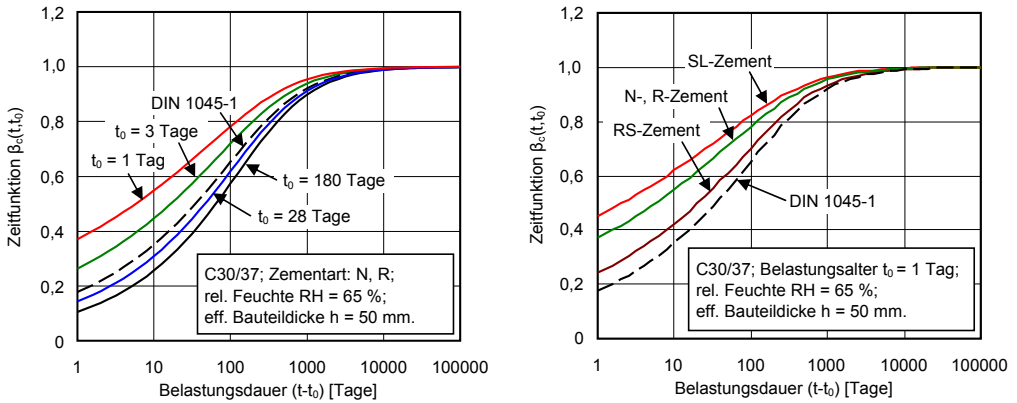 1,2
1,0
0,8
0,6
0,4
0,2
0
Zeitfunktion βc(t,t0)
DIN 1045-1
t0 = 3 Tage
t0 = 1 Tag
t0 = 180 Tage
t0 = 28 Tage
C30/37; Zementart: N, R;
rel. Feuchte RH = 65 %;
eff. Bauteildicke h = 50 mm.
1 10 100 1000 10000 100000
Belastungsdauer (t-t0) [Tage]
1,2
1,0
0,8
0,6
0,4
0,2
0
Zeitfunktion βc(t,t0)
SL-Zement
N-, R-Zement
RS-Zement
DIN 1045-1
C30/37; Belastungsalter t0 = 1 Tag;
rel. Feuchte RH = 65 %;
eff. Bauteildicke h = 50 mm.
1 10 100 1000 10000 100000
Belastungsdauer (t-t0) [Tage]